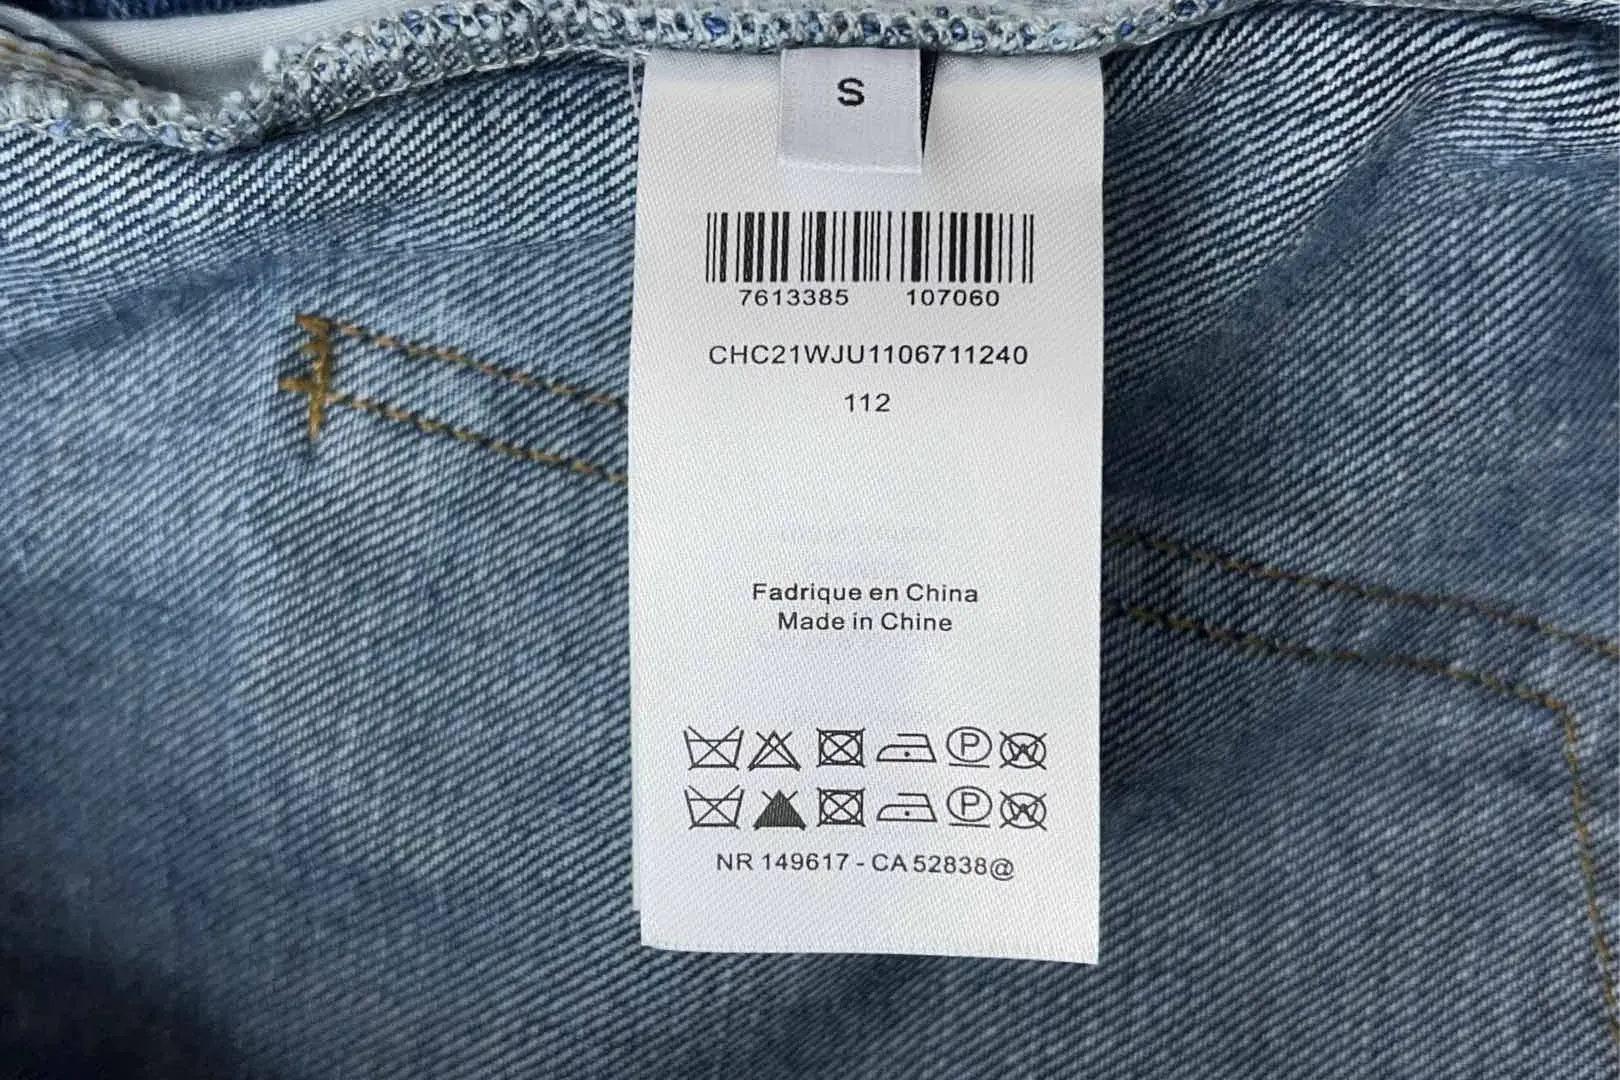 S
7613385 107060
CHC21WJU1106711240
112
Fadrique en China
Made in Chine
P W
P W
NR 149617 - CA 52838@